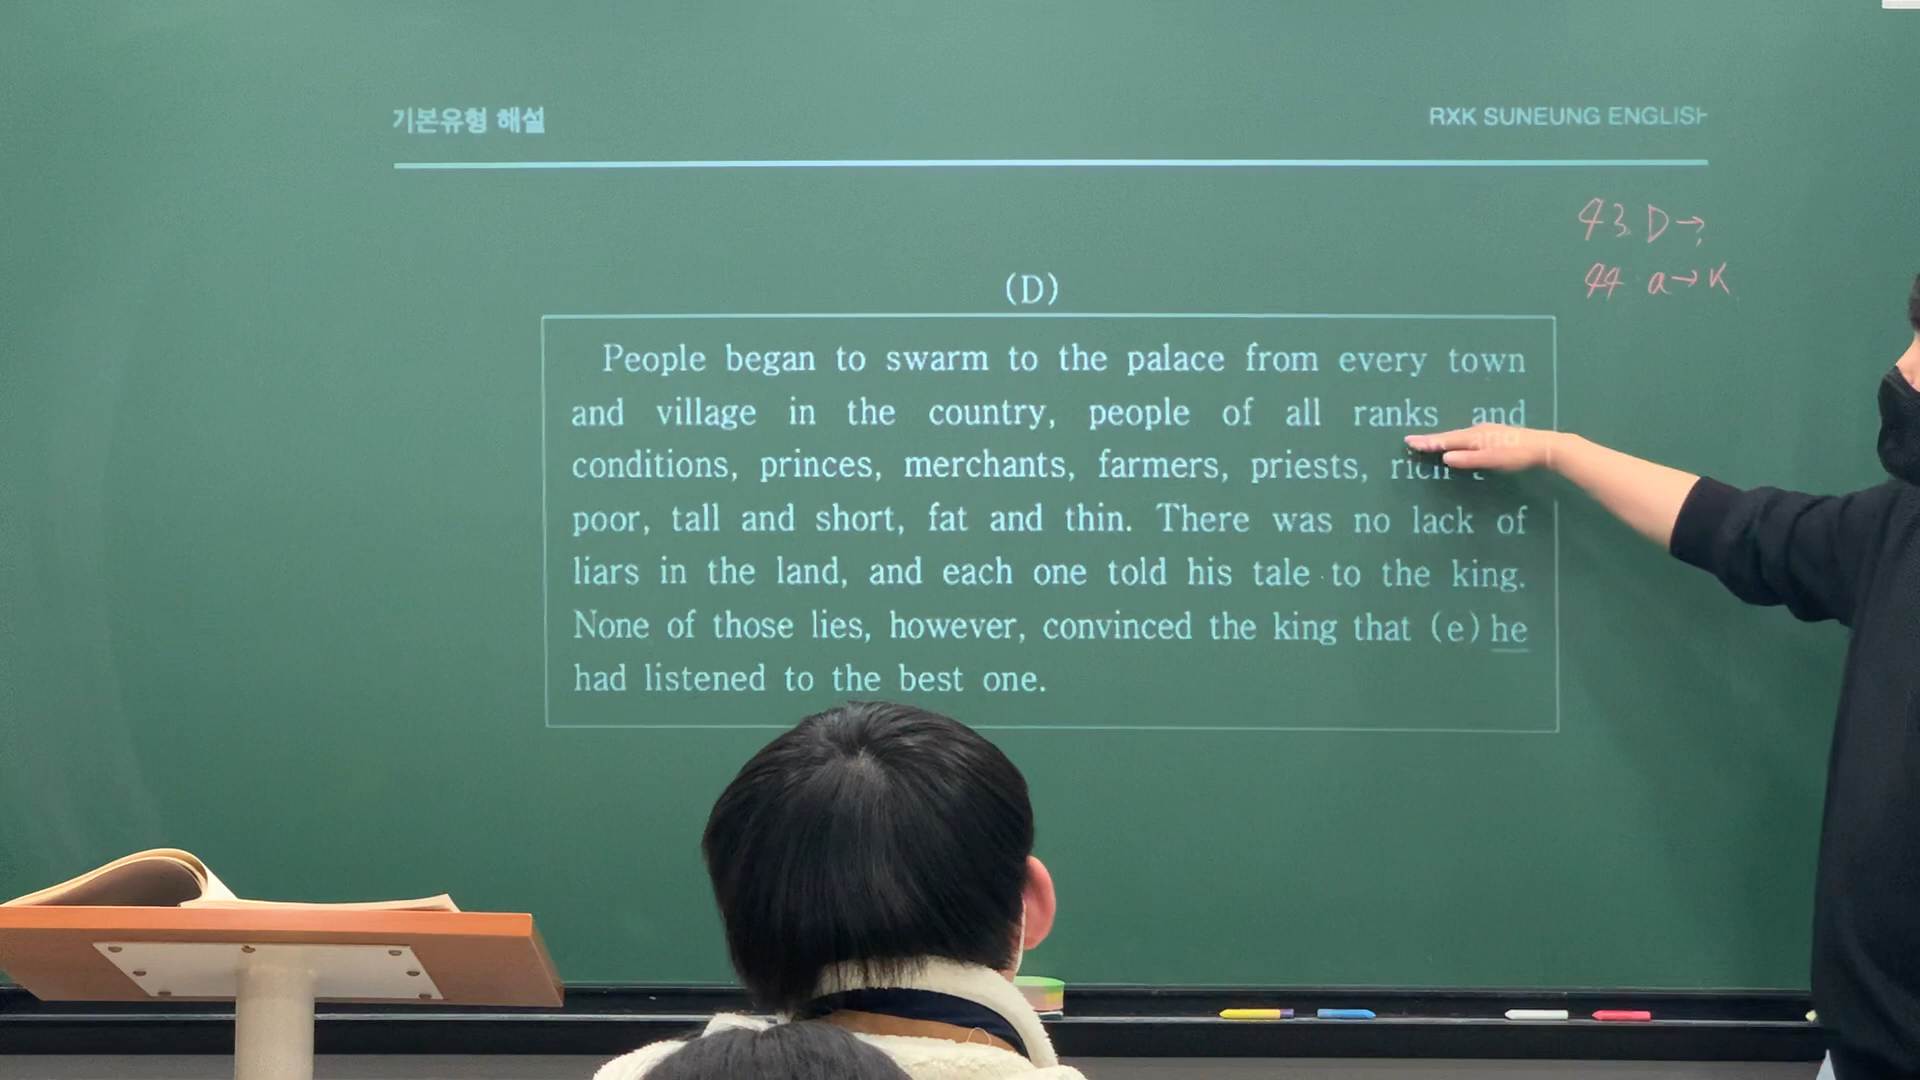 기본유형 해설
RXK SUNEUNG ENGLISH
43. D→?
44 a→K
(D)
People began to swarm to the palace from every town
and village in the country, people of all ranks and
conditions, princes, merchants, farmers, priests, rich
poor, tall and short, fat and thin. There was no lack of
liars in the land, and each one told his tale to the king.
None of those lies, however, convinced the king that (e) he
had listened to the best one.